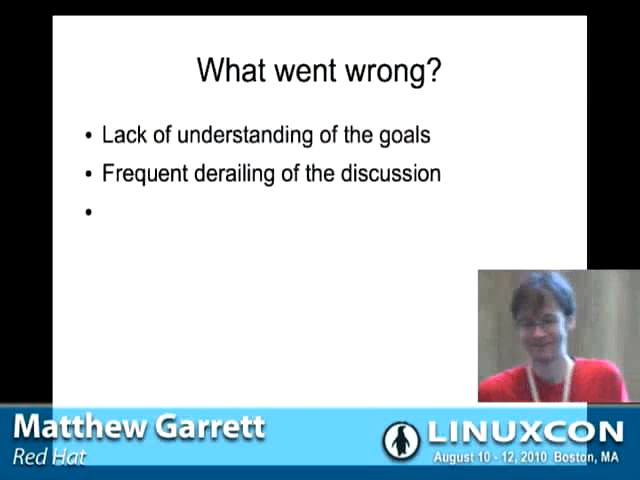 What went wrong?
• Lack of understanding of the goals
• Frequent derailing of the discussion
•
Matthew Garrett
Red Hat
LINUXCON
August 10 - 12, 2010 Boston, MA